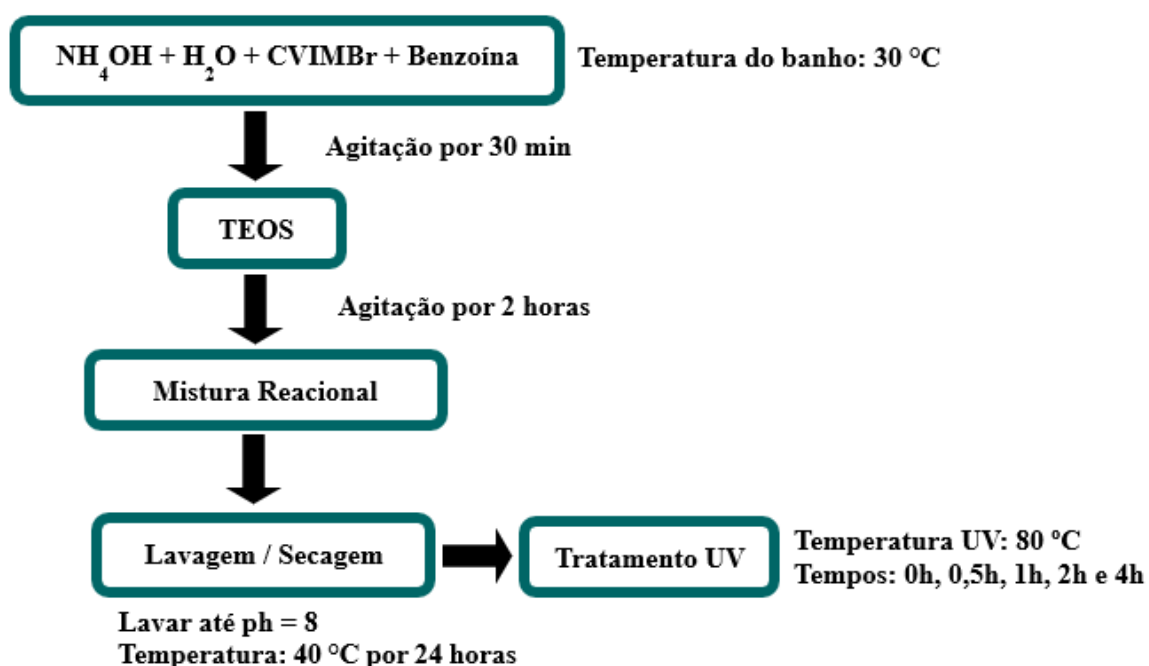 NH₄OH + H₂O + CVIMBr + Benzoína
Temperatura do banho: 30 °C
Agitação por 30 min
TEOS
Agitação por 2 horas
Mistura Reacional
Lavagem / Secagem
Tratamento UV
Temperatura UV: 80 ºC
Tempos: 0h, 0,5h, 1h, 2h e 4h
Lavar até ph = 8
Temperatura: 40 °C por 24 horas